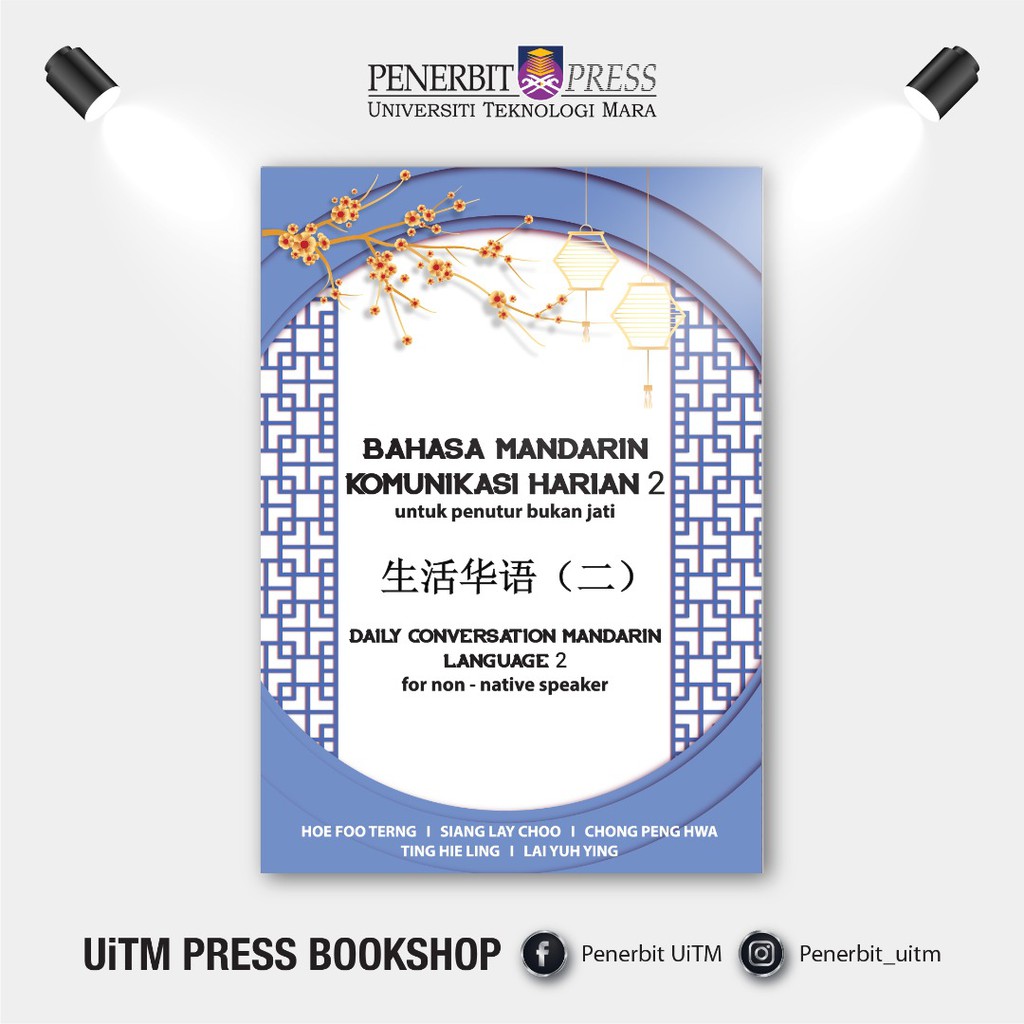 PENERBIT PRESS
UNIVERSITI TEKNOLOGI MARA
BAHASA MANDARIN
KOMUNIKASI HARIAN 2
untuk penutur bukan jati
生活华语（二）
DAILY CONVERSATION MANDARIN
LANGUAGE 2
for non - native speaker
HOE FOO TERNG I SIANG LAY CHOO I CHONG PENG HWA
TING HIE LING I LAI YUH YING
UiTM PRESS BOOKSHOP Penerbit UiTM Penerbit_uitm